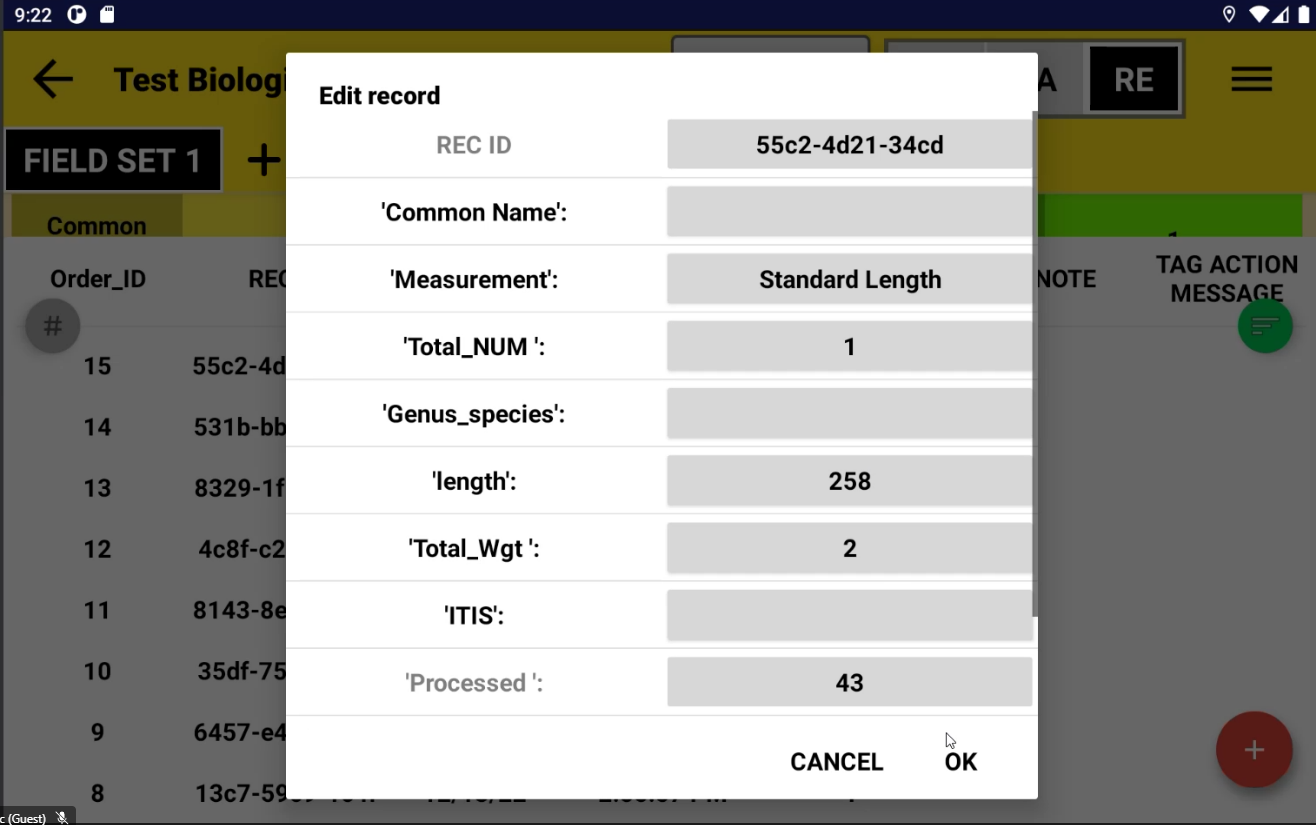 9:22
Test Biologi
A
RE
FIELD SET 1 +
Common
Order_ID
REC
NOTE
TAG ACTION
MESSAGE
#
15 55c2-4d
14 531b-bb
13 8329-1f
12 4c8f-c2
11 8143-8e
10 35df-75
9 6457-e4
8
Edit record
REC ID 55c2-4d21-34cd
'Common Name':
'Measurement': Standard Length
'Total_NUM ': 1
'Genus_species':
'length': 258
'Total_Wgt ': 2
'ITIS':
'Processed ': 43
CANCEL OK
+
c (Guest)